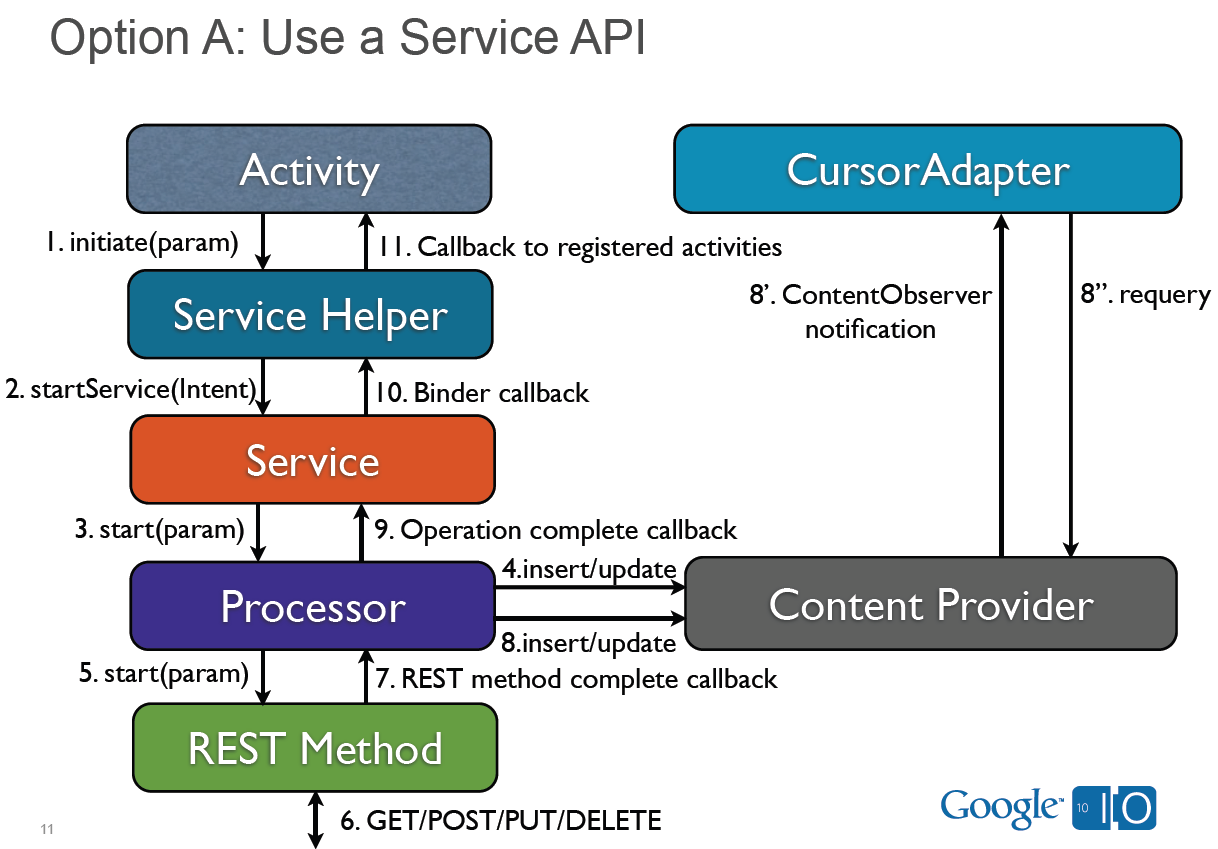 Option A: Use a Service API
Activity
CursorAdapter
1. initiate(param)
11. Callback to registered activities
Service Helper
8’. ContentObserver
notification
8”. requery
2. startService(Intent)
10. Binder callback
Service
3. start(param)
9. Operation complete callback
4.insert/update
Processor
Content Provider
8.insert/update
5. start(param)
7. REST method complete callback
REST Method
6. GET/POST/PUT/DELETE
Google™ 10 IO
11